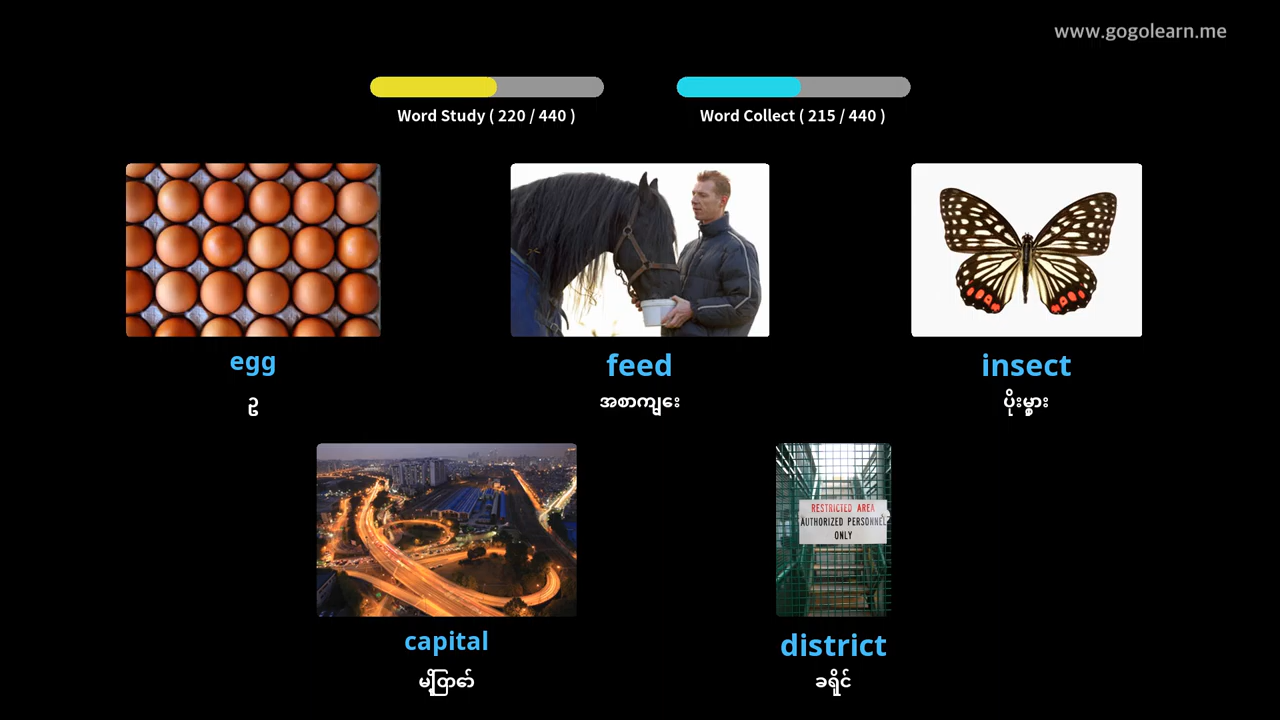 www.gogolearn.me
Word Study ( 220 / 440 )
Word Collect ( 215 / 440 )
egg
ဥ
feed
အစာကျွေး
insect
ပိုးမွှား
RESTRICTED AREA
AUTHORIZED PERSONNEL
ONLY
capital
မြို့တော်
district
ခရိုင်